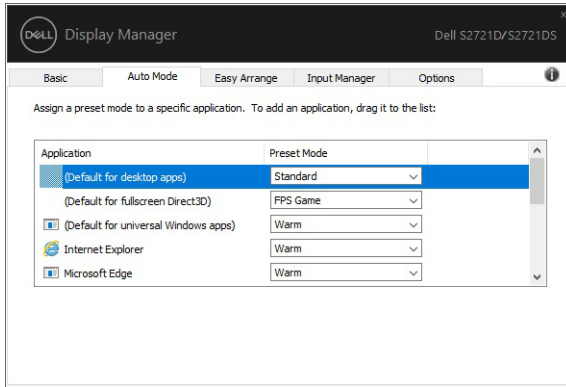 DELL Display Manager
Dell S2721D/S2721DS
Basic Auto Mode Easy Arrange Input Manager Options
Assign a preset mode to a specific application. To add an application, drag it to the list:
Application Preset Mode
(Default for desktop apps) Standard
(Default for fullscreen Direct3D) FPS Game
(Default for universal Windows apps) Warm
Internet Explorer Warm
Microsoft Edge Warm